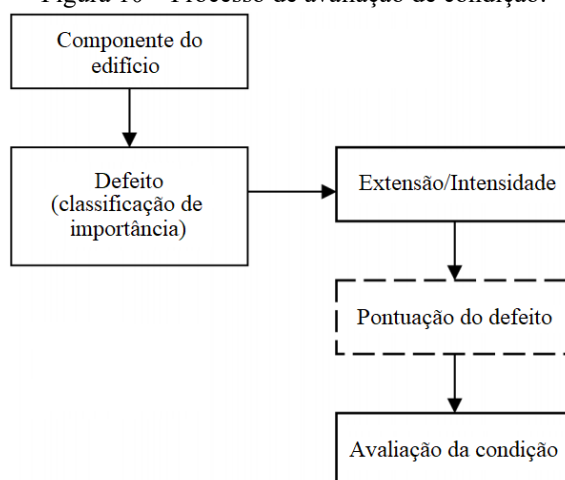 Figura 10 – Processo de avaliação de condição.
Componente do
edifício
Defeito
(classificação de
importância)
Extensão/Intensidade
Pontuação do defeito
Avaliação da condição